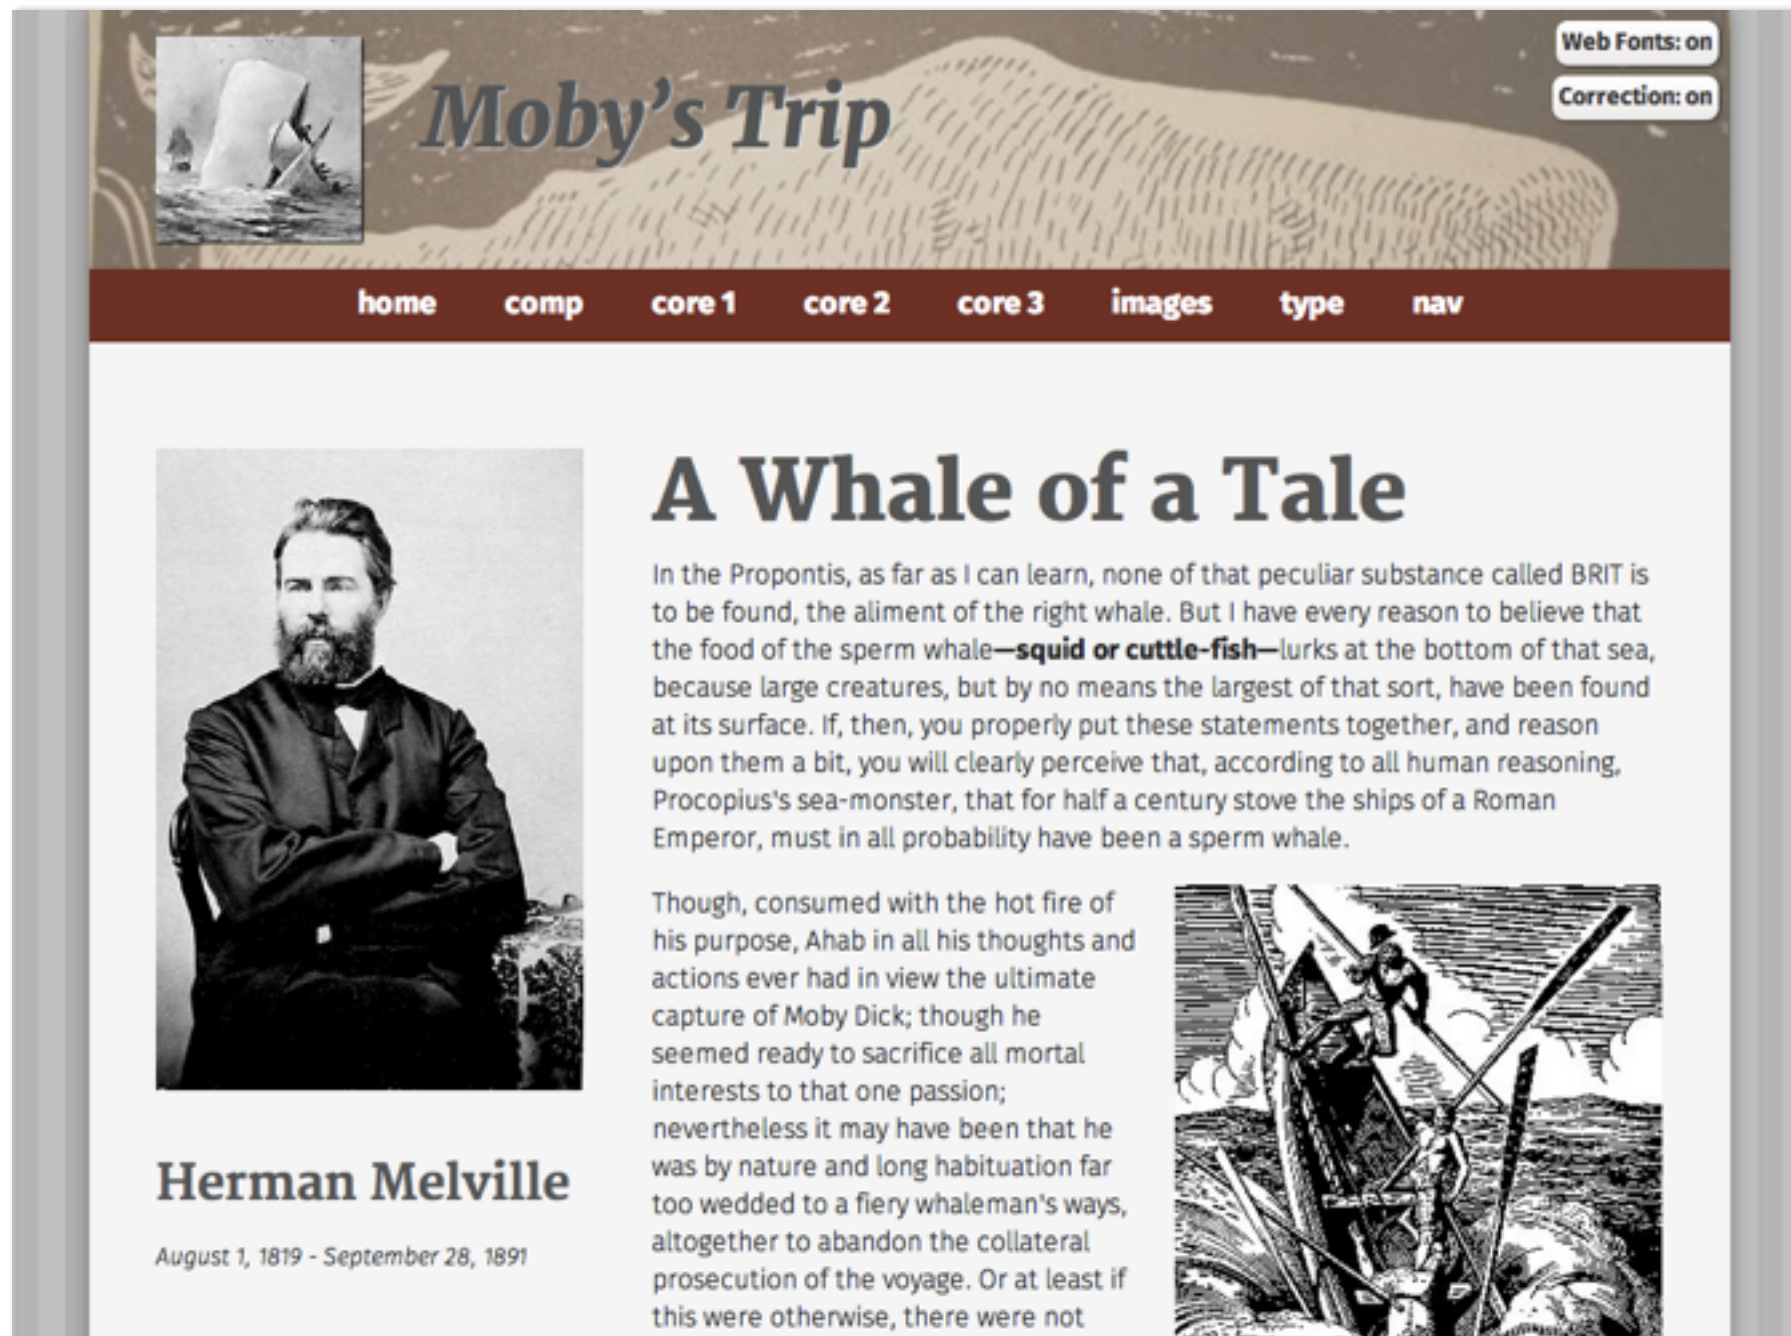 Moby’s Trip
Web Fonts: on
Correction: on
home comp core 1 core 2 core 3 images type nav
A Whale of a Tale
In the Propontis, as far as I can learn, none of that peculiar substance called BRIT is
to be found, the aliment of the right whale. But I have every reason to believe that
the food of the sperm whale—squid or cuttle-fish—lurks at the bottom of that sea,
because large creatures, but by no means the largest of that sort, have been found
at its surface. If, then, you properly put these statements together, and reason
upon them a bit, you will clearly perceive that, according to all human reasoning,
Procopius's sea-monster, that for half a century stove the ships of a Roman
Emperor, must in all probability have been a sperm whale.
Though, consumed with the hot fire of
his purpose, Ahab in all his thoughts and
actions ever had in view the ultimate
capture of Moby Dick; though he
seemed ready to sacrifice all mortal
interests to that one passion;
nevertheless it may have been that he
was by nature and long habituation far
too wedded to a fiery whaleman's ways,
altogether to abandon the collateral
prosecution of the voyage. Or at least if
this were otherwise, there were not
Herman Melville
August 1, 1819 - September 28, 1891